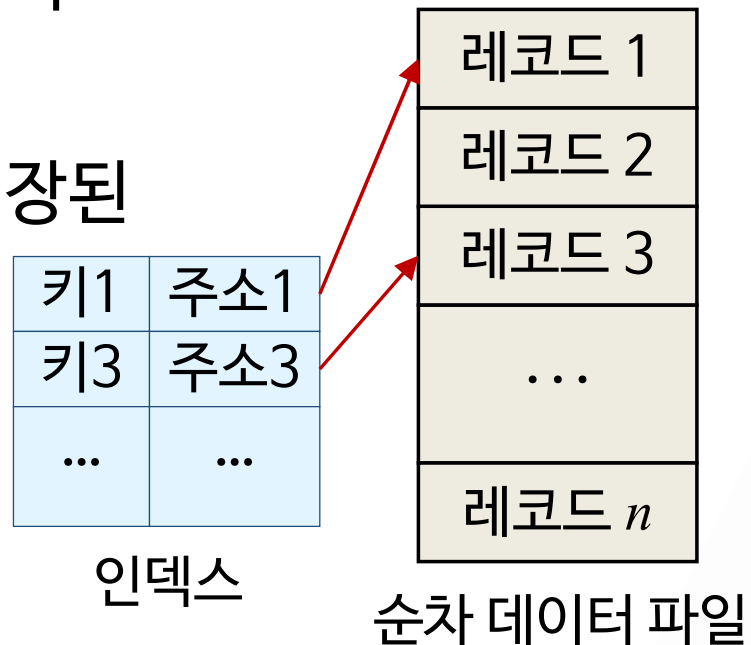 장된
레코드 1
레코드 2
레코드 3
...
레코드 n
키1 주소1
키3 주소3
... ...
인덱스
순차 데이터 파일